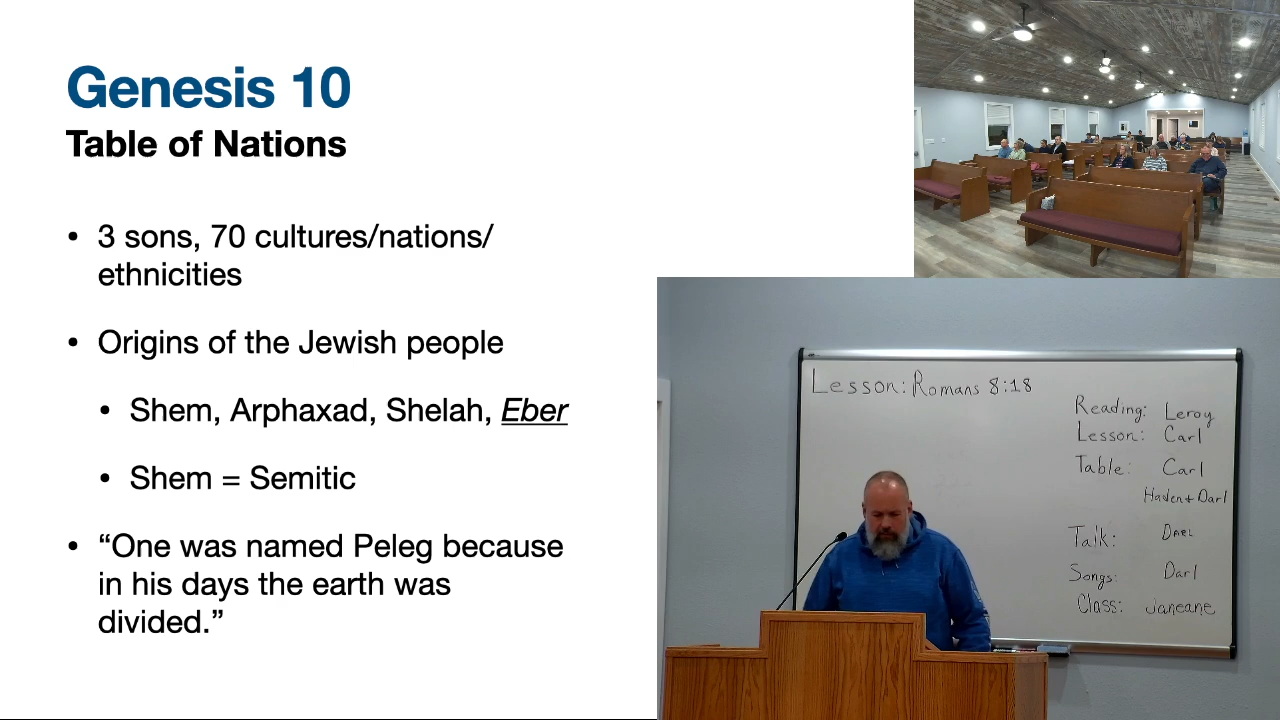 Genesis 10
Table of Nations
• 3 sons, 70 cultures/nations/
ethnicities
• Origins of the Jewish people
• Shem, Arphaxad, Shelah, Eber
• Shem = Semitic
• “One was named Peleg because
in his days the earth was
divided.”
Lesson: Romans 8:18
Reading: Leroy
Lesson: Carl
Table: Carl
Haden + Darl
Talk: Dael
Songs: Darl
Class: Janeane